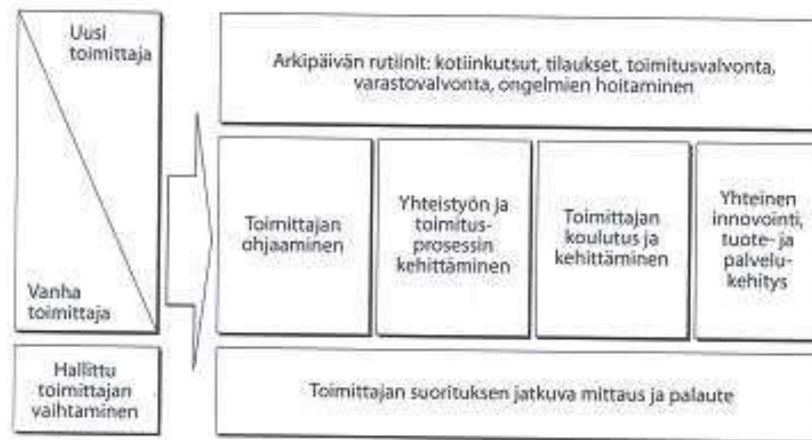 Uusi
toimittaja
Vanha
toimittaja
Hallittu
toimittajan
vaihtaminen
Arkipäivän rutiinit: kotiinkutsut, tilaukset, toimitusvalvonta,
varastovalvonta, ongelmien hoitaminen
Toimittajan
ohjaaminen
Yhteistyön ja
toimitus-
prosessin
kehittäminen
Toimittajan
koulutus ja
kehittäminen
Yhteinen
innovointi,
tuote- ja
palvelu-
kehitys
Toimittajan suorituksen jatkuva mittaus ja palaute